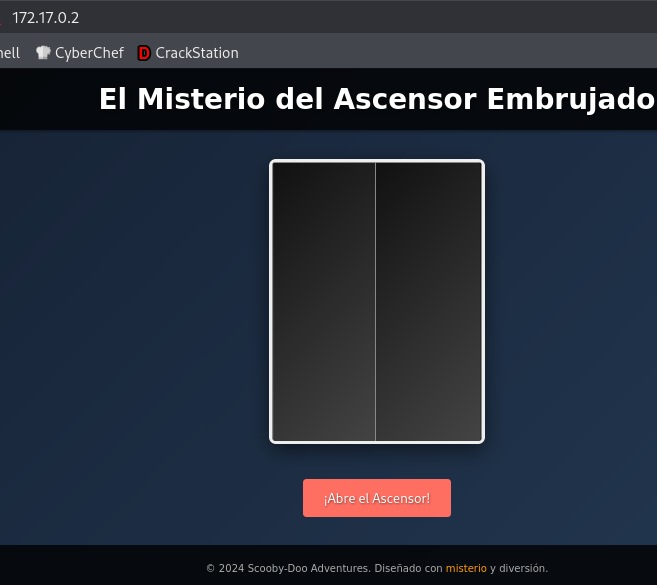 172.17.0.2
ell CyberChef CrackStation
El Misterio del Ascensor Embrujado
¡Abre el Ascensor!
© 2024 Scooby-Doo Adventures. Diseñado con misterio y diversión.